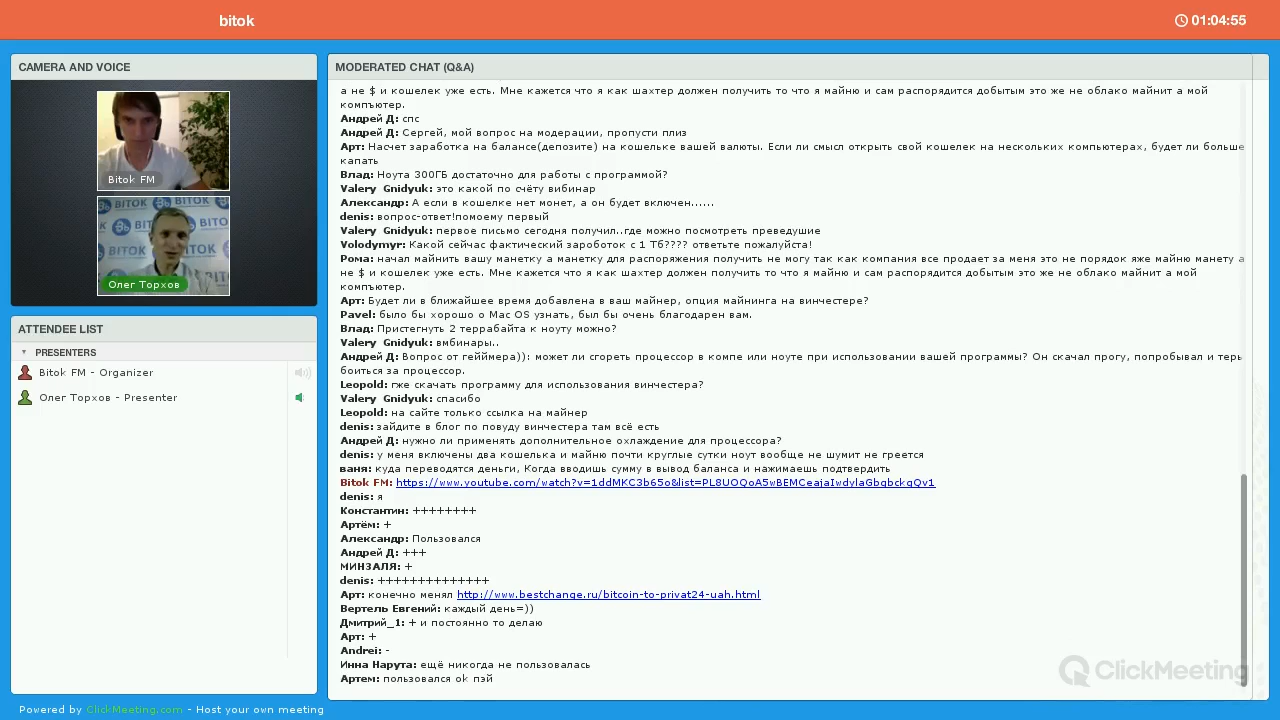 bitok
01:04:55
CAMERA AND VOICE
Bitok FM
BITOK
Олег Торхов
ATTENDEE LIST
PRESENTERS
Bitok FM - Organizer
Олег Торхов - Presenter
MODERATED CHAT (Q&A)
а не $ и кошелек уже есть. Мне кажется что я как шахтер должен получить то что я майню и сам распорядится добытым это же не облако майнит а мой
компъютер.
Андрей Д: спс
Андрей Д: Сергей, мой вопрос на модерации, пропусти плиз
Арт: Насчет заработка на балансе(депозите) на кошельке вашей валюты. Если ли смысл открыть свой кошелек на нескольких компьютерах, будет ли больше
капать
Влад: Ноута 300ГБ достаточно для работы с программой?
Valery Gnidyuk: это какой по счёту вибинар
Александр: А если в кошелке нет монет, а он будет включен......
denis: вопрос-ответ!помоему первый
Valery Gnidyuk: первое письмо сегодня получил..где можно посмотреть преведущие
Volodymyr: Какой сейчас фактический зароботок с 1 Тб???? ответьте пожалуйста!
Рома: начал майнить вашу манетку а манетку для распоряжения получить не могу так как компания все продает за меня это не порядок яже майню манету а
не $ и кошелек уже есть. Мне кажется что я как шахтер должен получить то что я майню и сам распорядится добытым это же не облако майнит а мой
компъютер.
Арт: Будет ли в ближайшее время добавлена в ваш майнер, опция майнинга на винчестере?
Pavel: было бы хорошо о Mac OS узнать, был бы очень благодарен вам.
Влад: Пристегнуть 2 террабайта к ноуту можно?
Valery Gnidyuk: вмбинары..
Андрей Д: Вопрос от гейймера)): может ли сгореть процессор в компе или ноуте при использовании вашей программы? Он скачал прогу, попробывал и терь
боиться за процессор.
Leopold: гже скачать программу для использования винчестера?
Valery Gnidyuk: спасибо
Leopold: на сайте только ссылка на майнер
denis: зайдите в блог по повуду винчестера там всё есть
Андрей Д: нужно ли применять дополнительное охлаждение для процессора?
denis: у меня включены два кошелька и майню почти круглые сутки ноут вообще не шумит не греется
ваня: куда переводятся деньги, Когда вводишь сумму в вывод баланса и нажимаешь подтвердить
Bitok FM: https://www.youtube.com/watch?v=1ddMKC3b65o&list=PL8UOQoA5wBEMCeajaIwdylaGbgbckgQv1
denis: я
Константин: ++++++++
Артём: +
Александр: Пользовался
Андрей Д: +++
МИНЗАЛЯ: +
denis: ++++++++++++++
Арт: конечно менял http://www.bestchange.ru/bitcoin-to-privat24-uah.html
Вертель Евгений: каждый день=))
Дмитрий_1: + и постоянно то делаю
Арт: +
Andrei: -
Инна Нарута: ещё никогда не пользовалась
Артем: пользовался ok пэй
ClickMeeting
Powered by ClickMeeting.com - Host your own meeting